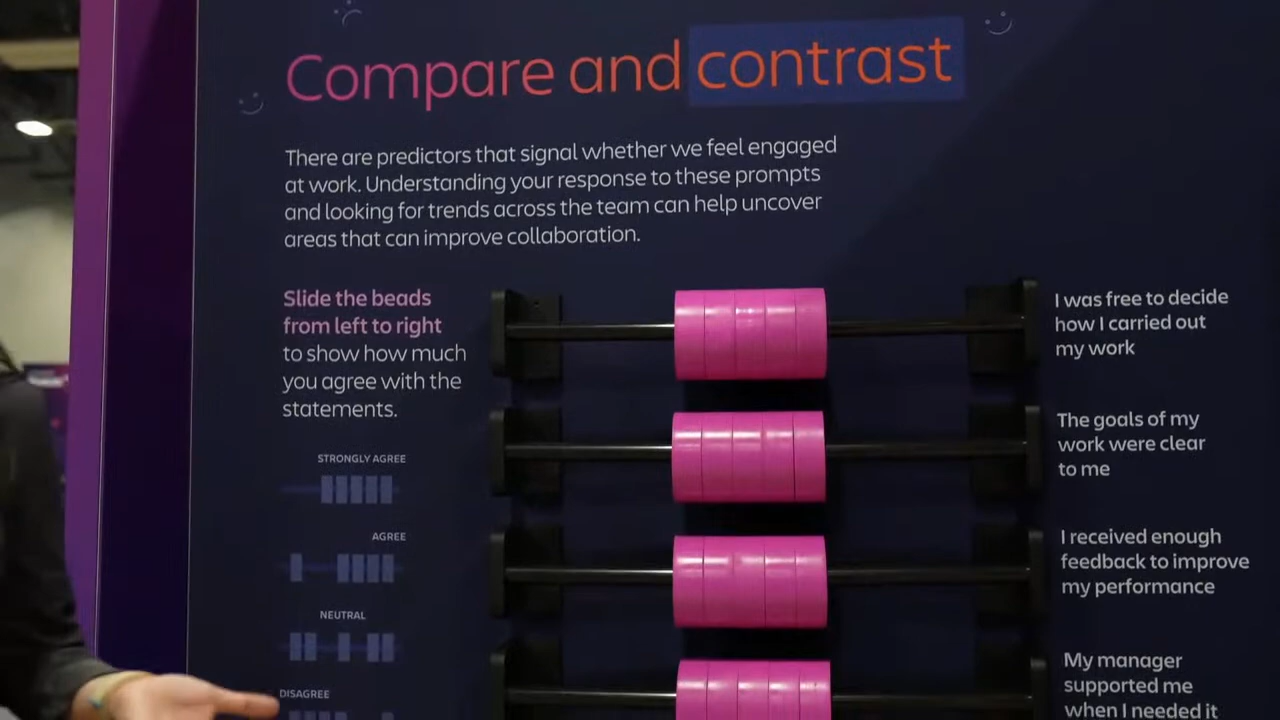 Compare and contrast
There are predictors that signal whether we feel engaged
at work. Understanding your response to these prompts
and looking for trends across the team can help uncover
areas that can improve collaboration.
Slide the beads
from left to right
to show how much
you agree with the
statements.
STRONGLY AGREE
AGREE
NEUTRAL
DISAGREE
I was free to decide
how I carried out
my work
The goals of my
work were clear
to me
I received enough
feedback to improve
my performance
My manager
supported me
when I needed it